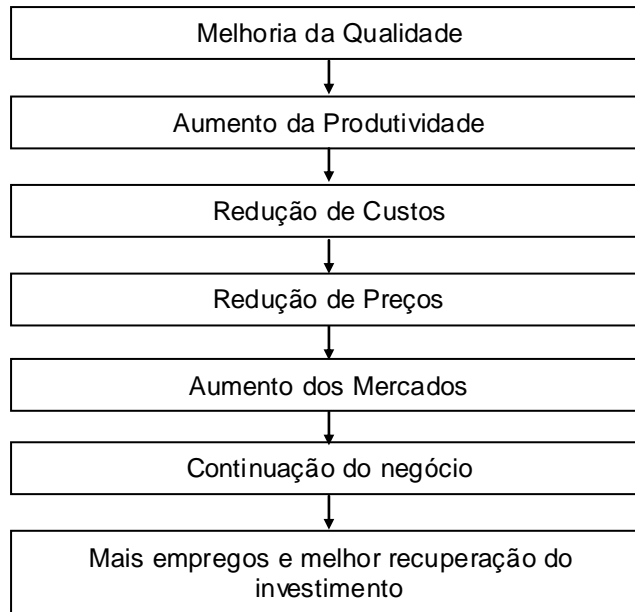 Melhoria da Qualidade
Aumento da Produtividade
Redução de Custos
Redução de Preços
Aumento dos Mercados
Continuação do negócio
Mais empregos e melhor recuperação do
investimento